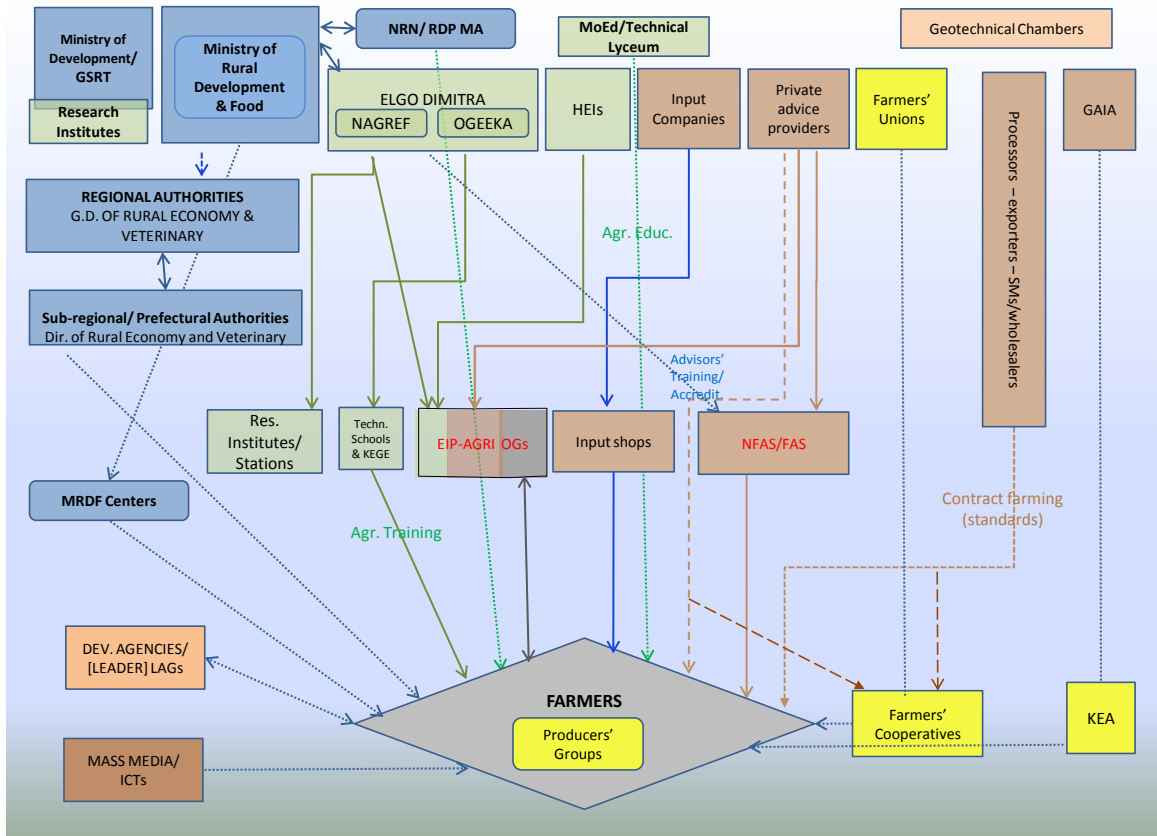 Ministry of
Development/
GSRT
Research
Institutes
Ministry of
Rural
Development
& Food
NRN/ RDP MA
MoEd/Technical
Lyceum
Geotechnical Chambers
ELGO DIMITRA
NAGREF
OGEEKA
HEIs
Input
Companies
Private
advice
providers
Farmers'
Unions
Processors – exporters – SMs/wholesalers
GAIA
REGIONAL AUTHORITIES
G.D. OF RURAL ECONOMY &
VETERINARY
Agr. Educ.
Sub-regional/ Prefectural Authorities
Dir. of Rural Economy and Veterinary
Advisors'
Training/
Accredit.
Res.
Institutes/
Stations
Techn.
Schools
& KEGE
EIP-AGRI OGs
Input shops
NFAS/FAS
MRDF Centers
Agr. Training
Contract farming
(standards)
DEV. AGENCIES/
[LEADER] LAGs
FARMERS
Producers'
Groups
Farmers'
Cooperatives
KEA
MASS MEDIA/
ICTs